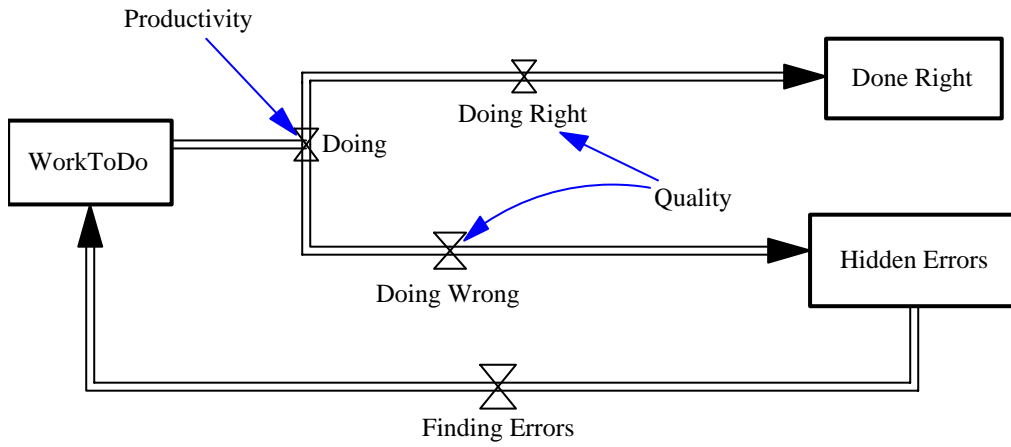 Productivity
Done Right
Doing Right
Doing
WorkToDo
Quality
Hidden Errors
Doing Wrong
Finding Errors